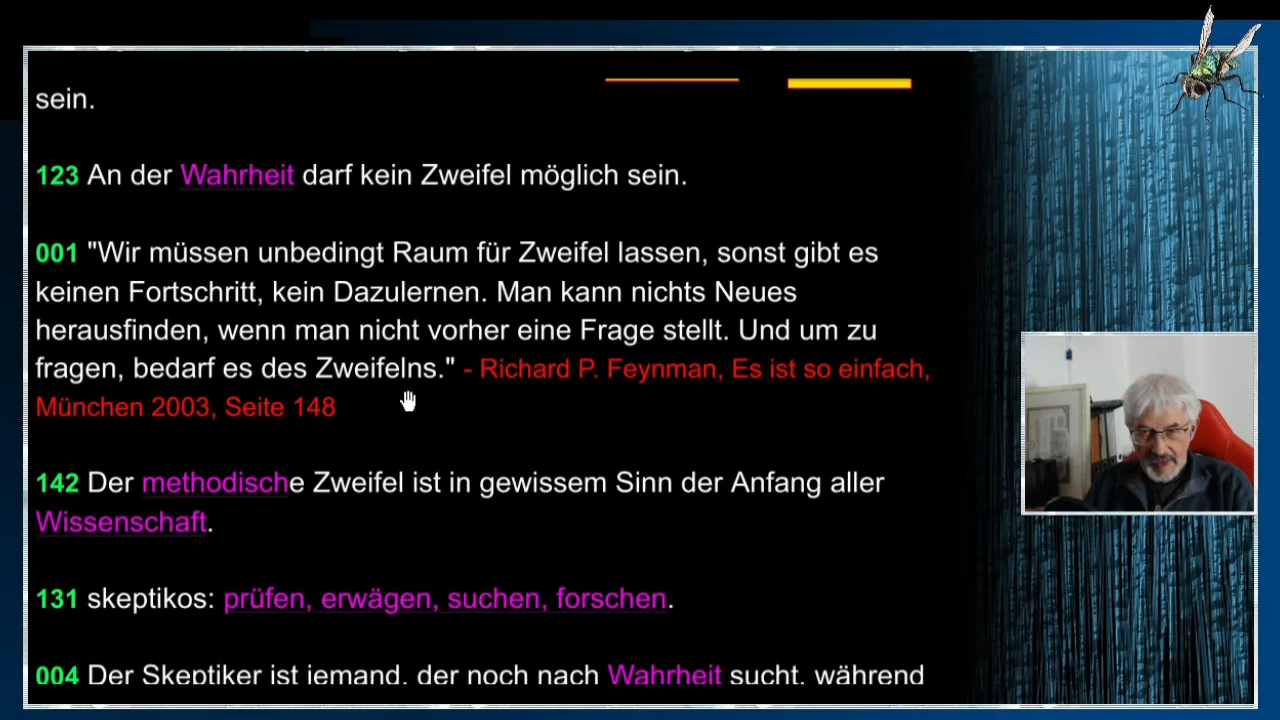 sein.
123 An der Wahrheit darf kein Zweifel möglich sein.
001 "Wir müssen unbedingt Raum für Zweifel lassen, sonst gibt es
keinen Fortschritt, kein Dazulernen. Man kann nichts Neues
herausfinden, wenn man nicht vorher eine Frage stellt. Und um zu
fragen, bedarf es des Zweifelns." - Richard P. Feynman, Es ist so einfach,
München 2003, Seite 148
142 Der methodische Zweifel ist in gewissem Sinn der Anfang aller
Wissenschaft.
131 skeptikos: prüfen, erwägen, suchen, forschen.
004 Der Skeptiker ist jemand, der noch nach Wahrheit sucht, während